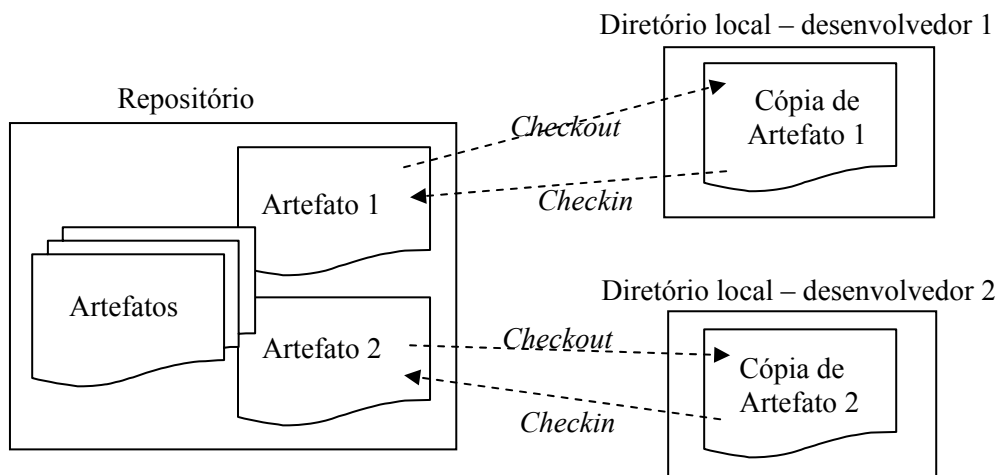 Diretório local – desenvolvedor 1
Repositório
Cópia de
Artefato 1
Checkout
Artefato 1
Checkin
Artefatos
Diretório local – desenvolvedor 2
Artefato 2
Checkout
Cópia de
Artefato 2
Checkin